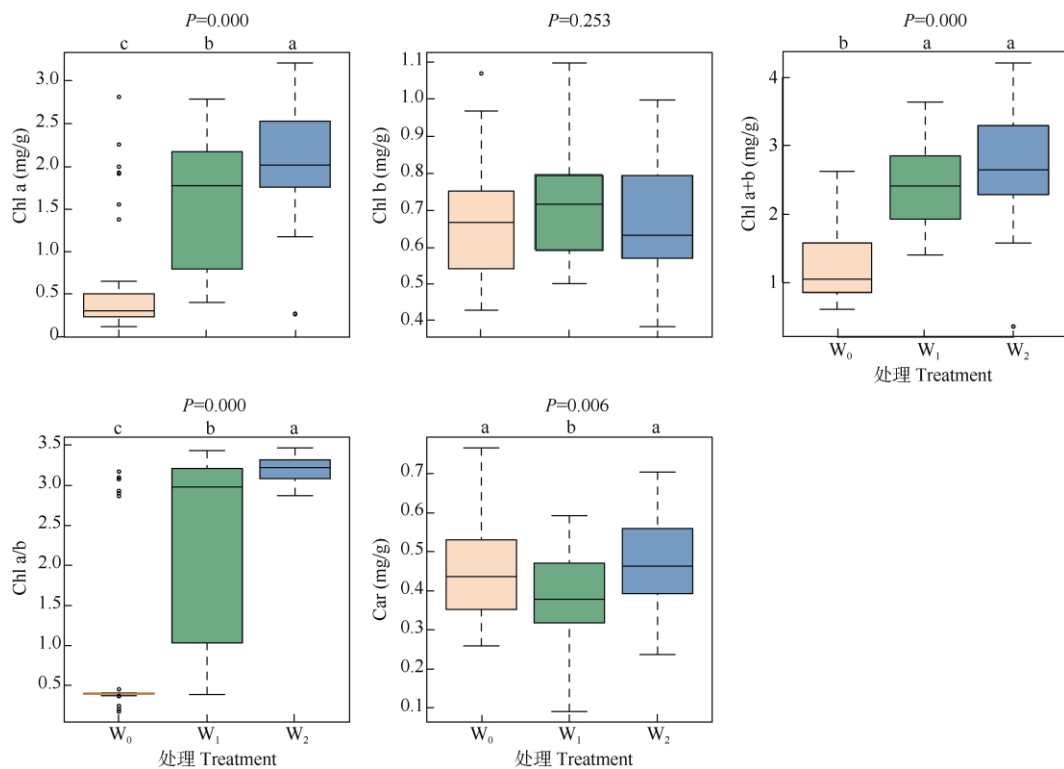 P=0.000
c b a
Chl a (mg/g)
3.0
2.5
2.0
1.5
1.0
0.5
0
P=0.253
Chl b (mg/g)
1.1
1.0
0.9
0.8
0.7
0.6
0.5
0.4
P=0.000
b a a
Chl a+b (mg/g)
4
3
2
1
W₀ W₁ W₂
处理 Treatment
P=0.000
c b a
Chl a/b
3.5
3.0
2.5
2.0
1.5
1.0
0.5
W₀ W₁ W₂
处理 Treatment
P=0.006
a b a
Car (mg/g)
0.7
0.6
0.5
0.4
0.3
0.2
0.1
W₀ W₁ W₂
处理 Treatment